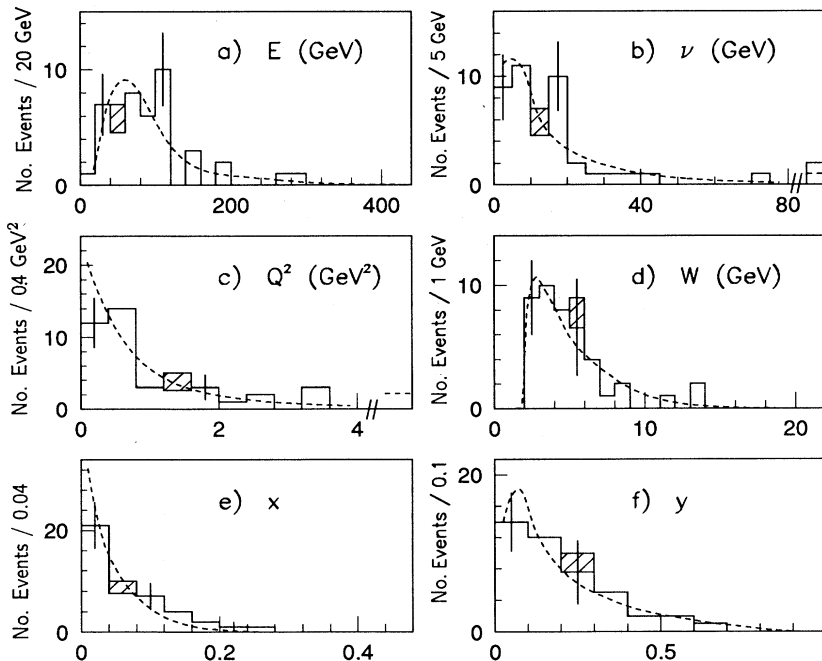 No. Events / 20 GeV
a) E (GeV)
10
0
0
200
400
No. Events / 5 GeV
b) ν (GeV)
10
0
0
40
80
//
No. Events / 0.4 GeV²
c) Q² (GeV²)
20
10
0
0
2
4
//
No. Events / 1 GeV
d) W (GeV)
10
0
0
10
20
No. Events / 0.04
e) x
20
0
0
0.2
0.4
No. Events / 0.1
f) y
20
10
0
0
0.5